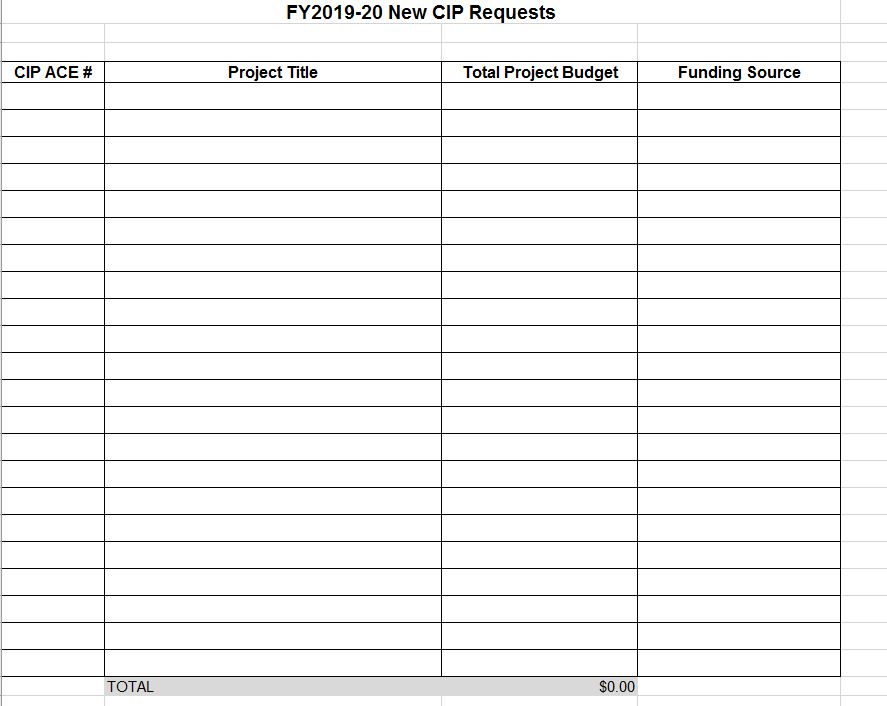 FY2019-20 New CIP Requests
CIP ACE # Project Title Total Project Budget Funding Source
TOTAL $0.00